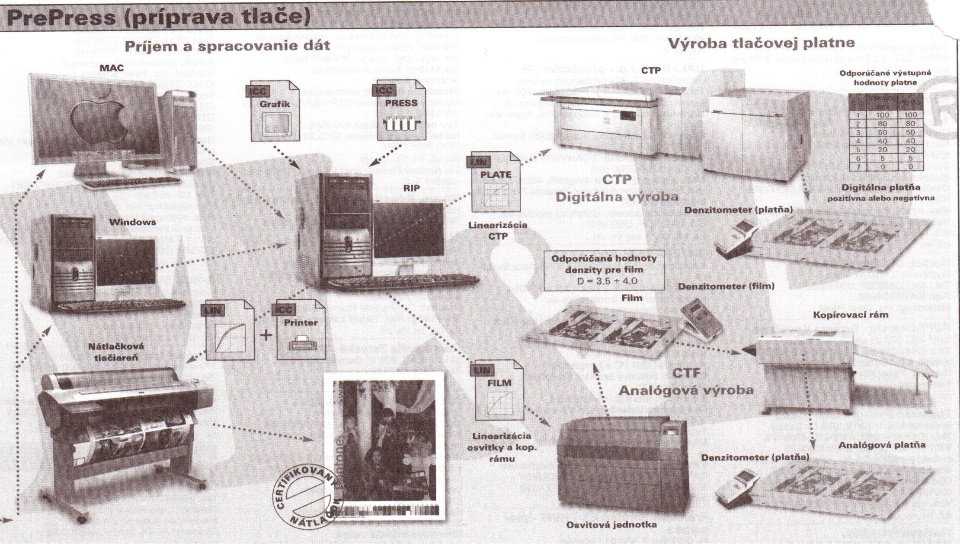 PrePress (príprava tlače)
Príjem a spracovanie dát
Výroba tlačovej platne
MAC
ICC
Grafik
ICC
PRESS
CTP
Odporúčané výstupné
hodnoty platne
1 100 100
2 80 80
3
4 40 40
5 20 20
6 5 5
7 0 0
RIP
LIN
PLATE
Linearizácia
CTP
CTP
Digitálna výroba
Digitálna platňa
pozitívna alebo negatívna
Denzitometer (platňa)
Windows
Odporúčané hodnoty
denzity pre film
D = 3.5 ÷ 4.0
Film
Denzitometer (film)
Kopírovací rám
LIN
+
ICC
Printer
Nátlačková
tlačiareň
CTF
Analógová výroba
LIN
FILM
Linearizácia
osvitky a kop.
rámu
CERTIFIKOVANÝ
NÁTLAČOK
Analógová platňa
Denzitometer (platňa)
Osvitová jednotka
®